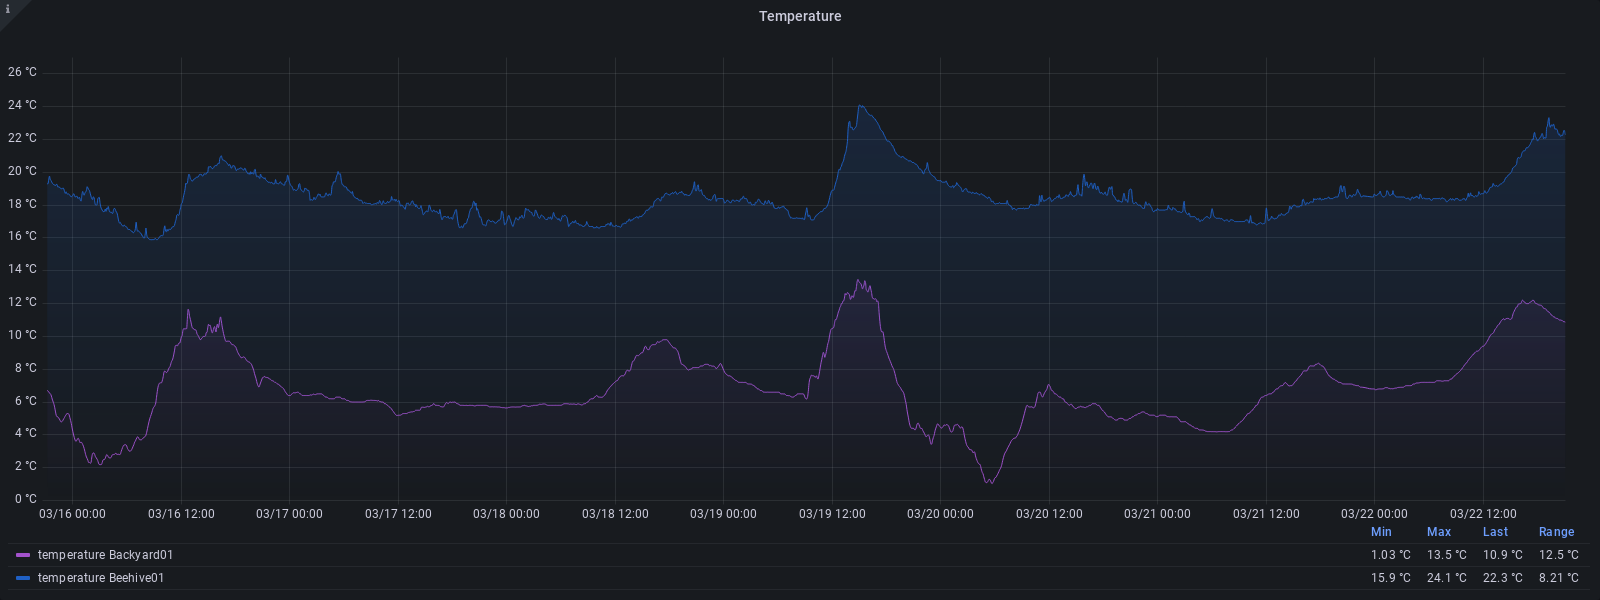 i
Temperature
26 °C
24 °C
22 °C
20 °C
18 °C
16 °C
14 °C
12 °C
10 °C
8 °C
6 °C
4 °C
2 °C
0 °C
03/16 00:00 03/16 12:00 03/17 00:00 03/17 12:00 03/18 00:00 03/18 12:00 03/19 00:00 03/19 12:00 03/20 00:00 03/20 12:00 03/21 00:00 03/21 12:00 03/22 00:00 03/22 12:00
Min Max Last Range
temperature Backyard01 1.03 °C 13.5 °C 10.9 °C 12.5 °C
temperature Beehive01 15.9 °C 24.1 °C 22.3 °C 8.21 °C